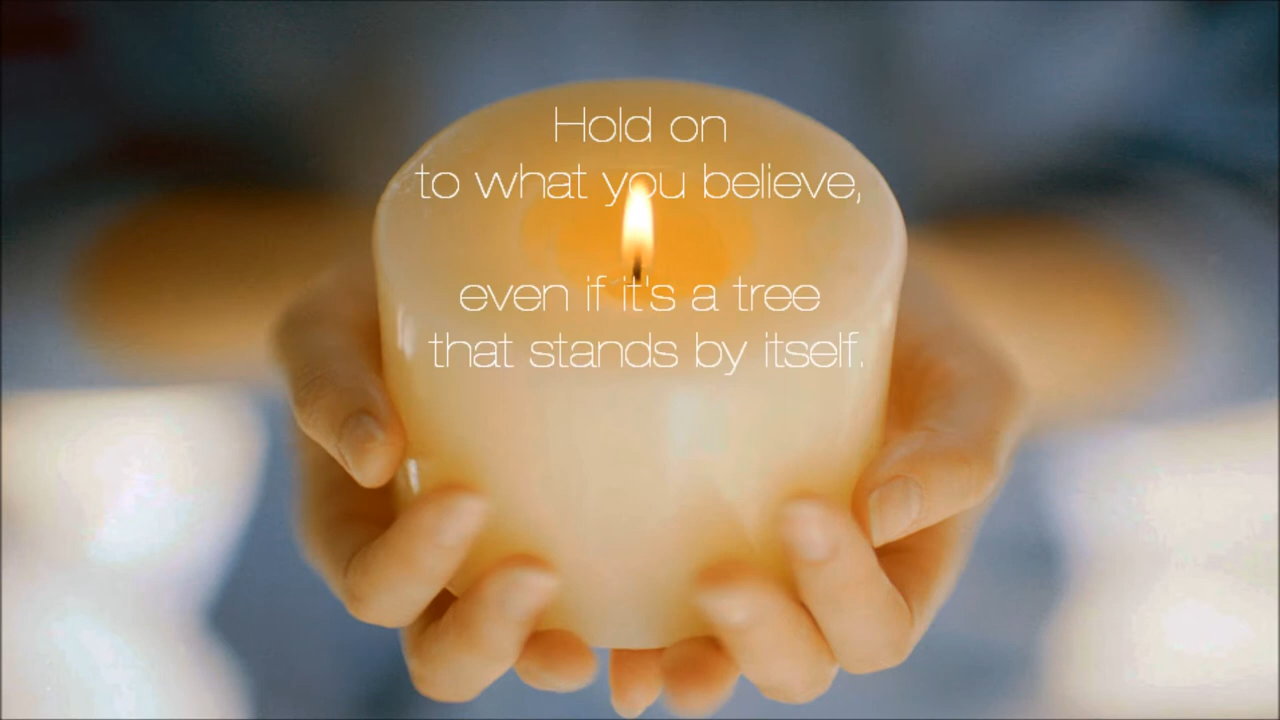 Hold on
to what you believe,
even if it's a tree
that stands by itself.